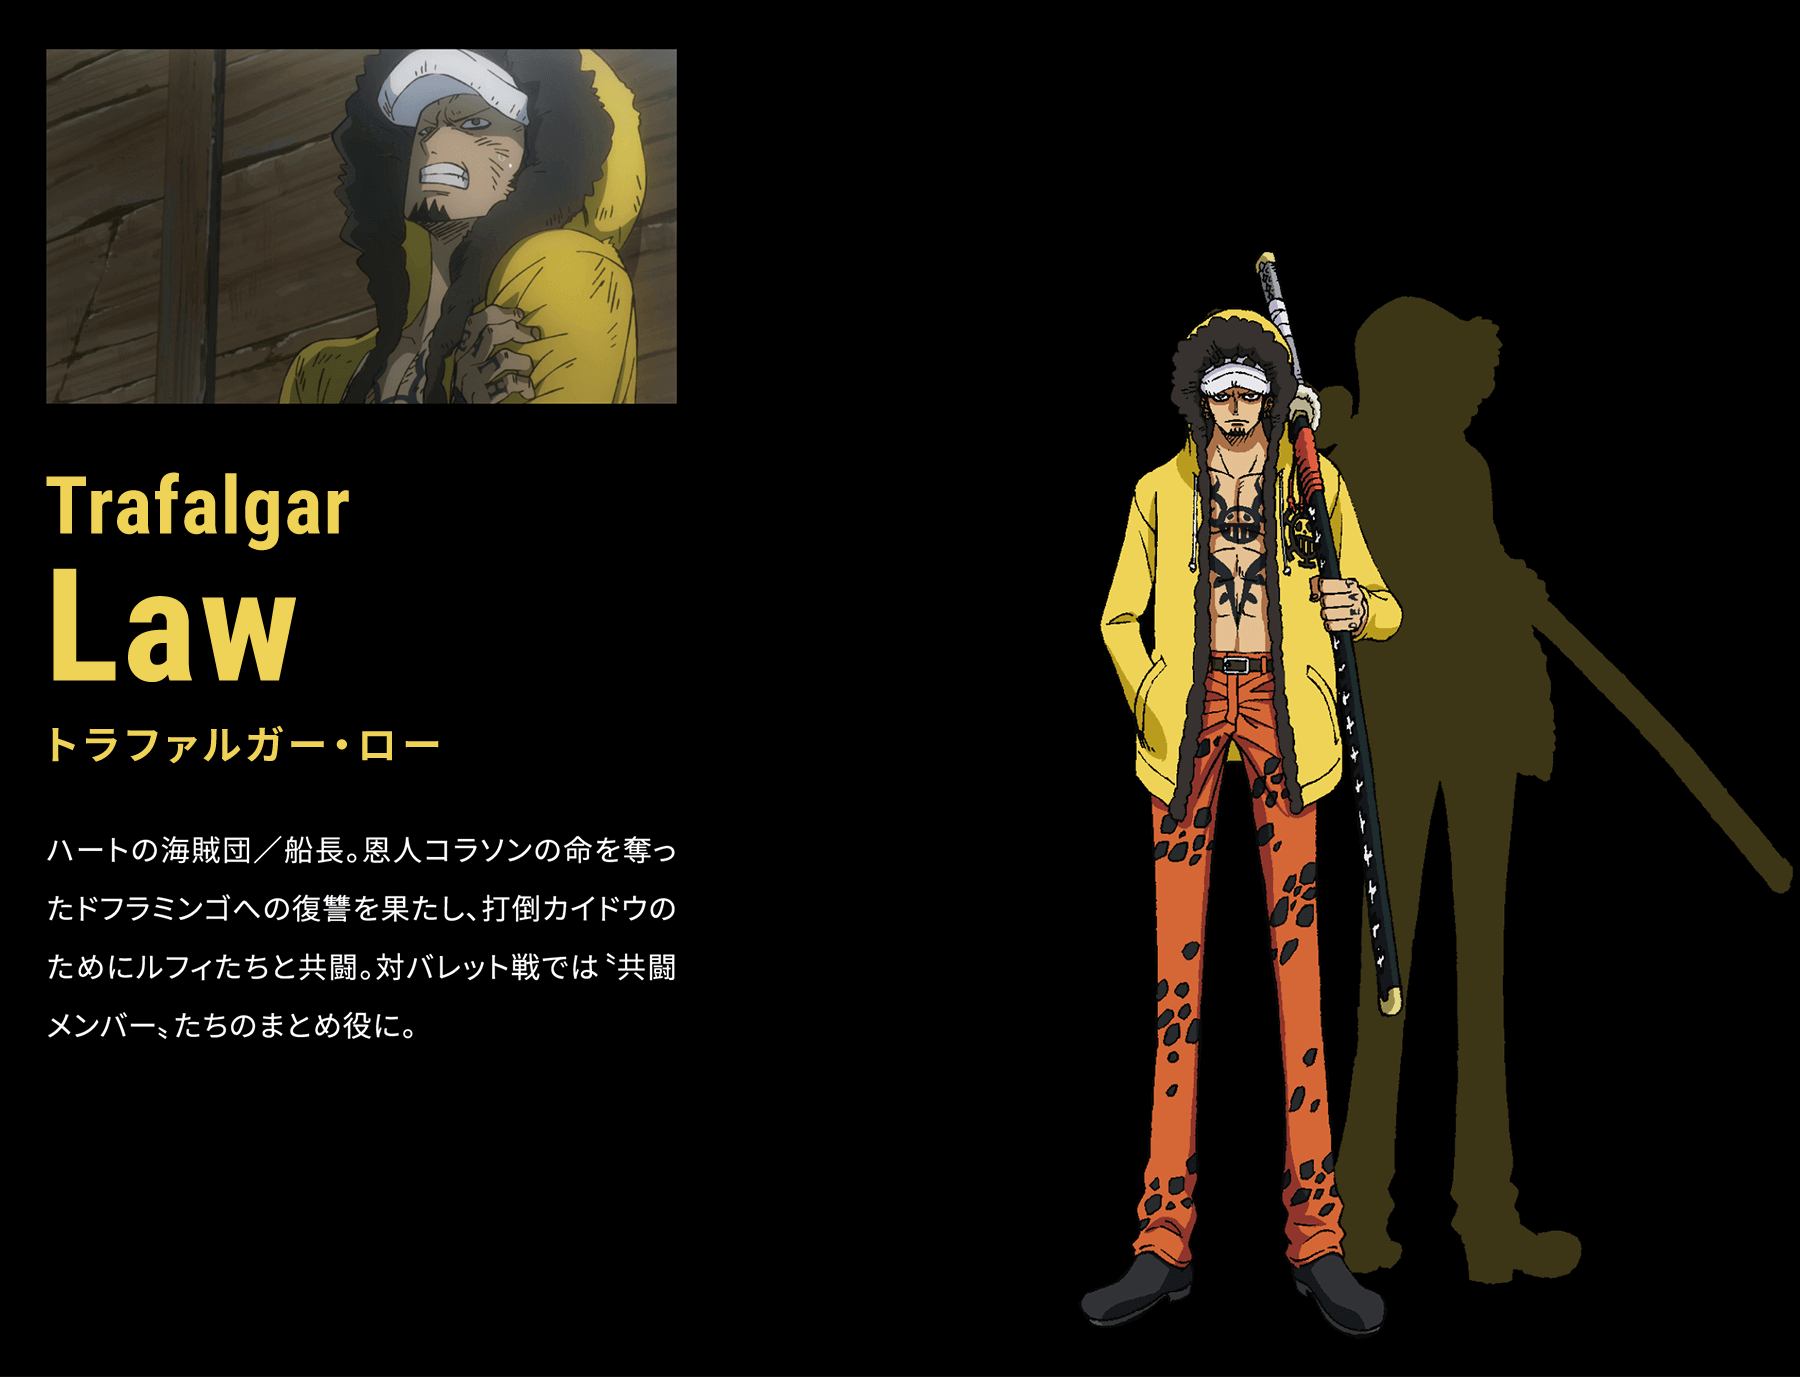 Trafalgar
Law
トラファルガー・ロー
ハートの海賊団／船長。恩人コラソンの命を奪っ
たドフラミンゴへの復讐を果たし、打倒カイドウの
ためにルフィたちと共闘。対バレット戦では〝共闘
メンバー〟たちのまとめ役に。